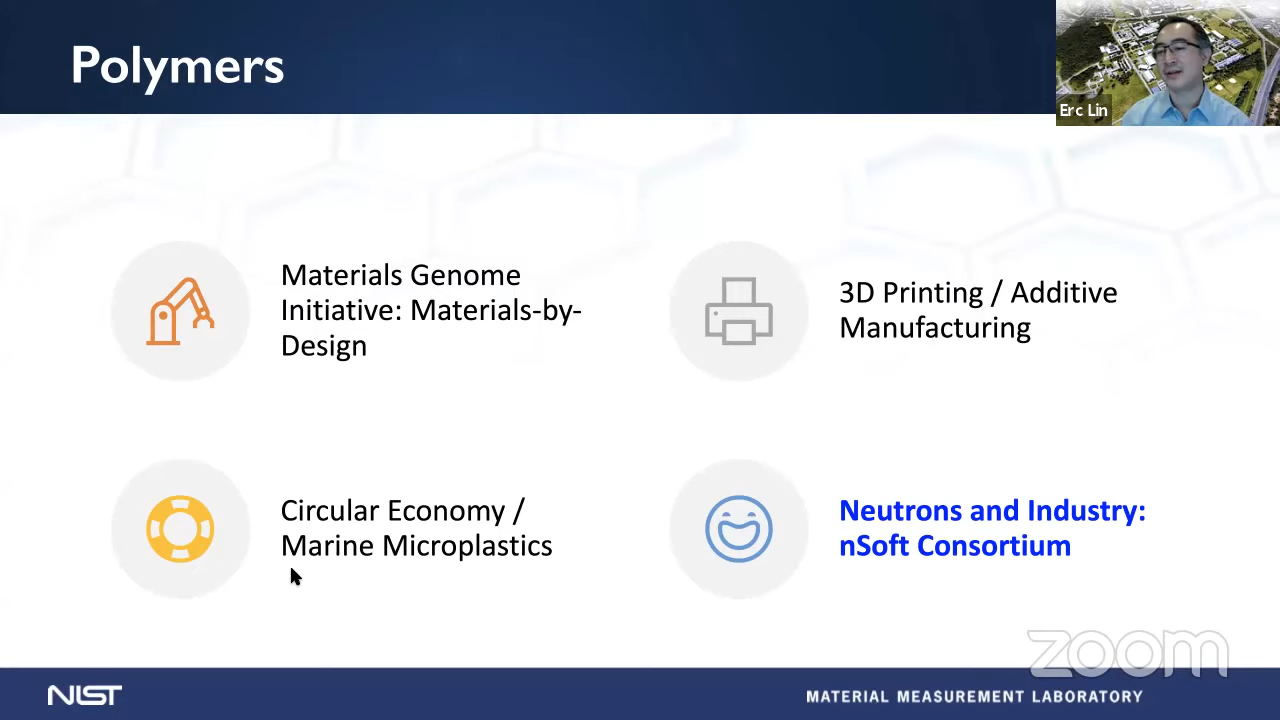 Polymers
Erc Lin
Materials Genome
Initiative: Materials-by-
Design
3D Printing / Additive
Manufacturing
Circular Economy /
Marine Microplastics
Neutrons and Industry:
nSoft Consortium
zoom
NIST
MATERIAL MEASUREMENT LABORATORY